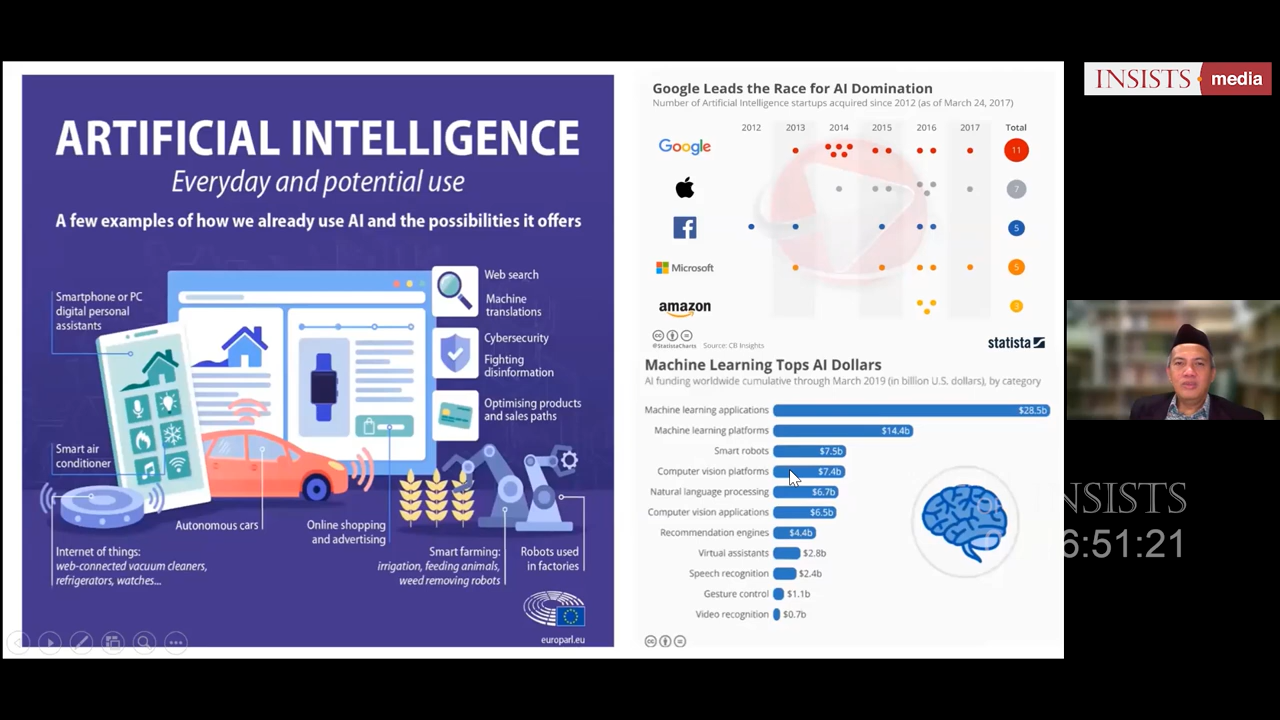 INSISTS media
ARTIFICIAL INTELLIGENCE
Everyday and potential use
A few examples of how we already use AI and the possibilities it offers
Smartphone or PC
digital personal
assistants
Web search
Machine
translations
Cybersecurity
Fighting
disinformation
Optimising products
and sales paths
Smart air
conditioner
Autonomous cars
Online shopping
and advertising
Internet of things:
web-connected vacuum cleaners,
refrigerators, watches...
Smart farming:
irrigation, feeding animals,
weed removing robots
Robots used
in factories
europarl.eu
Google Leads the Race for AI Domination
Number of Artificial Intelligence startups acquired since 2012 (as of March 24, 2017)
2012 2013 2014 2015 2016 2017 Total
Google 11
7
5
Microsoft 5
amazon 3
@StatistaCharts Source: CB Insights
statista
Machine Learning Tops AI Dollars
AI funding worldwide cumulative through March 2019 (in billion U.S. dollars), by category
Machine learning applications $28.5b
Machine learning platforms $14.4b
Smart robots $7.5b
Computer vision platforms $7.4b
Natural language processing $6.7b
Computer vision applications $6.5b
Recommendation engines $4.4b
Virtual assistants $2.8b
Speech recognition $2.4b
Gesture control $1.1b
Video recognition $0.7b
NSISTS
6:51:21